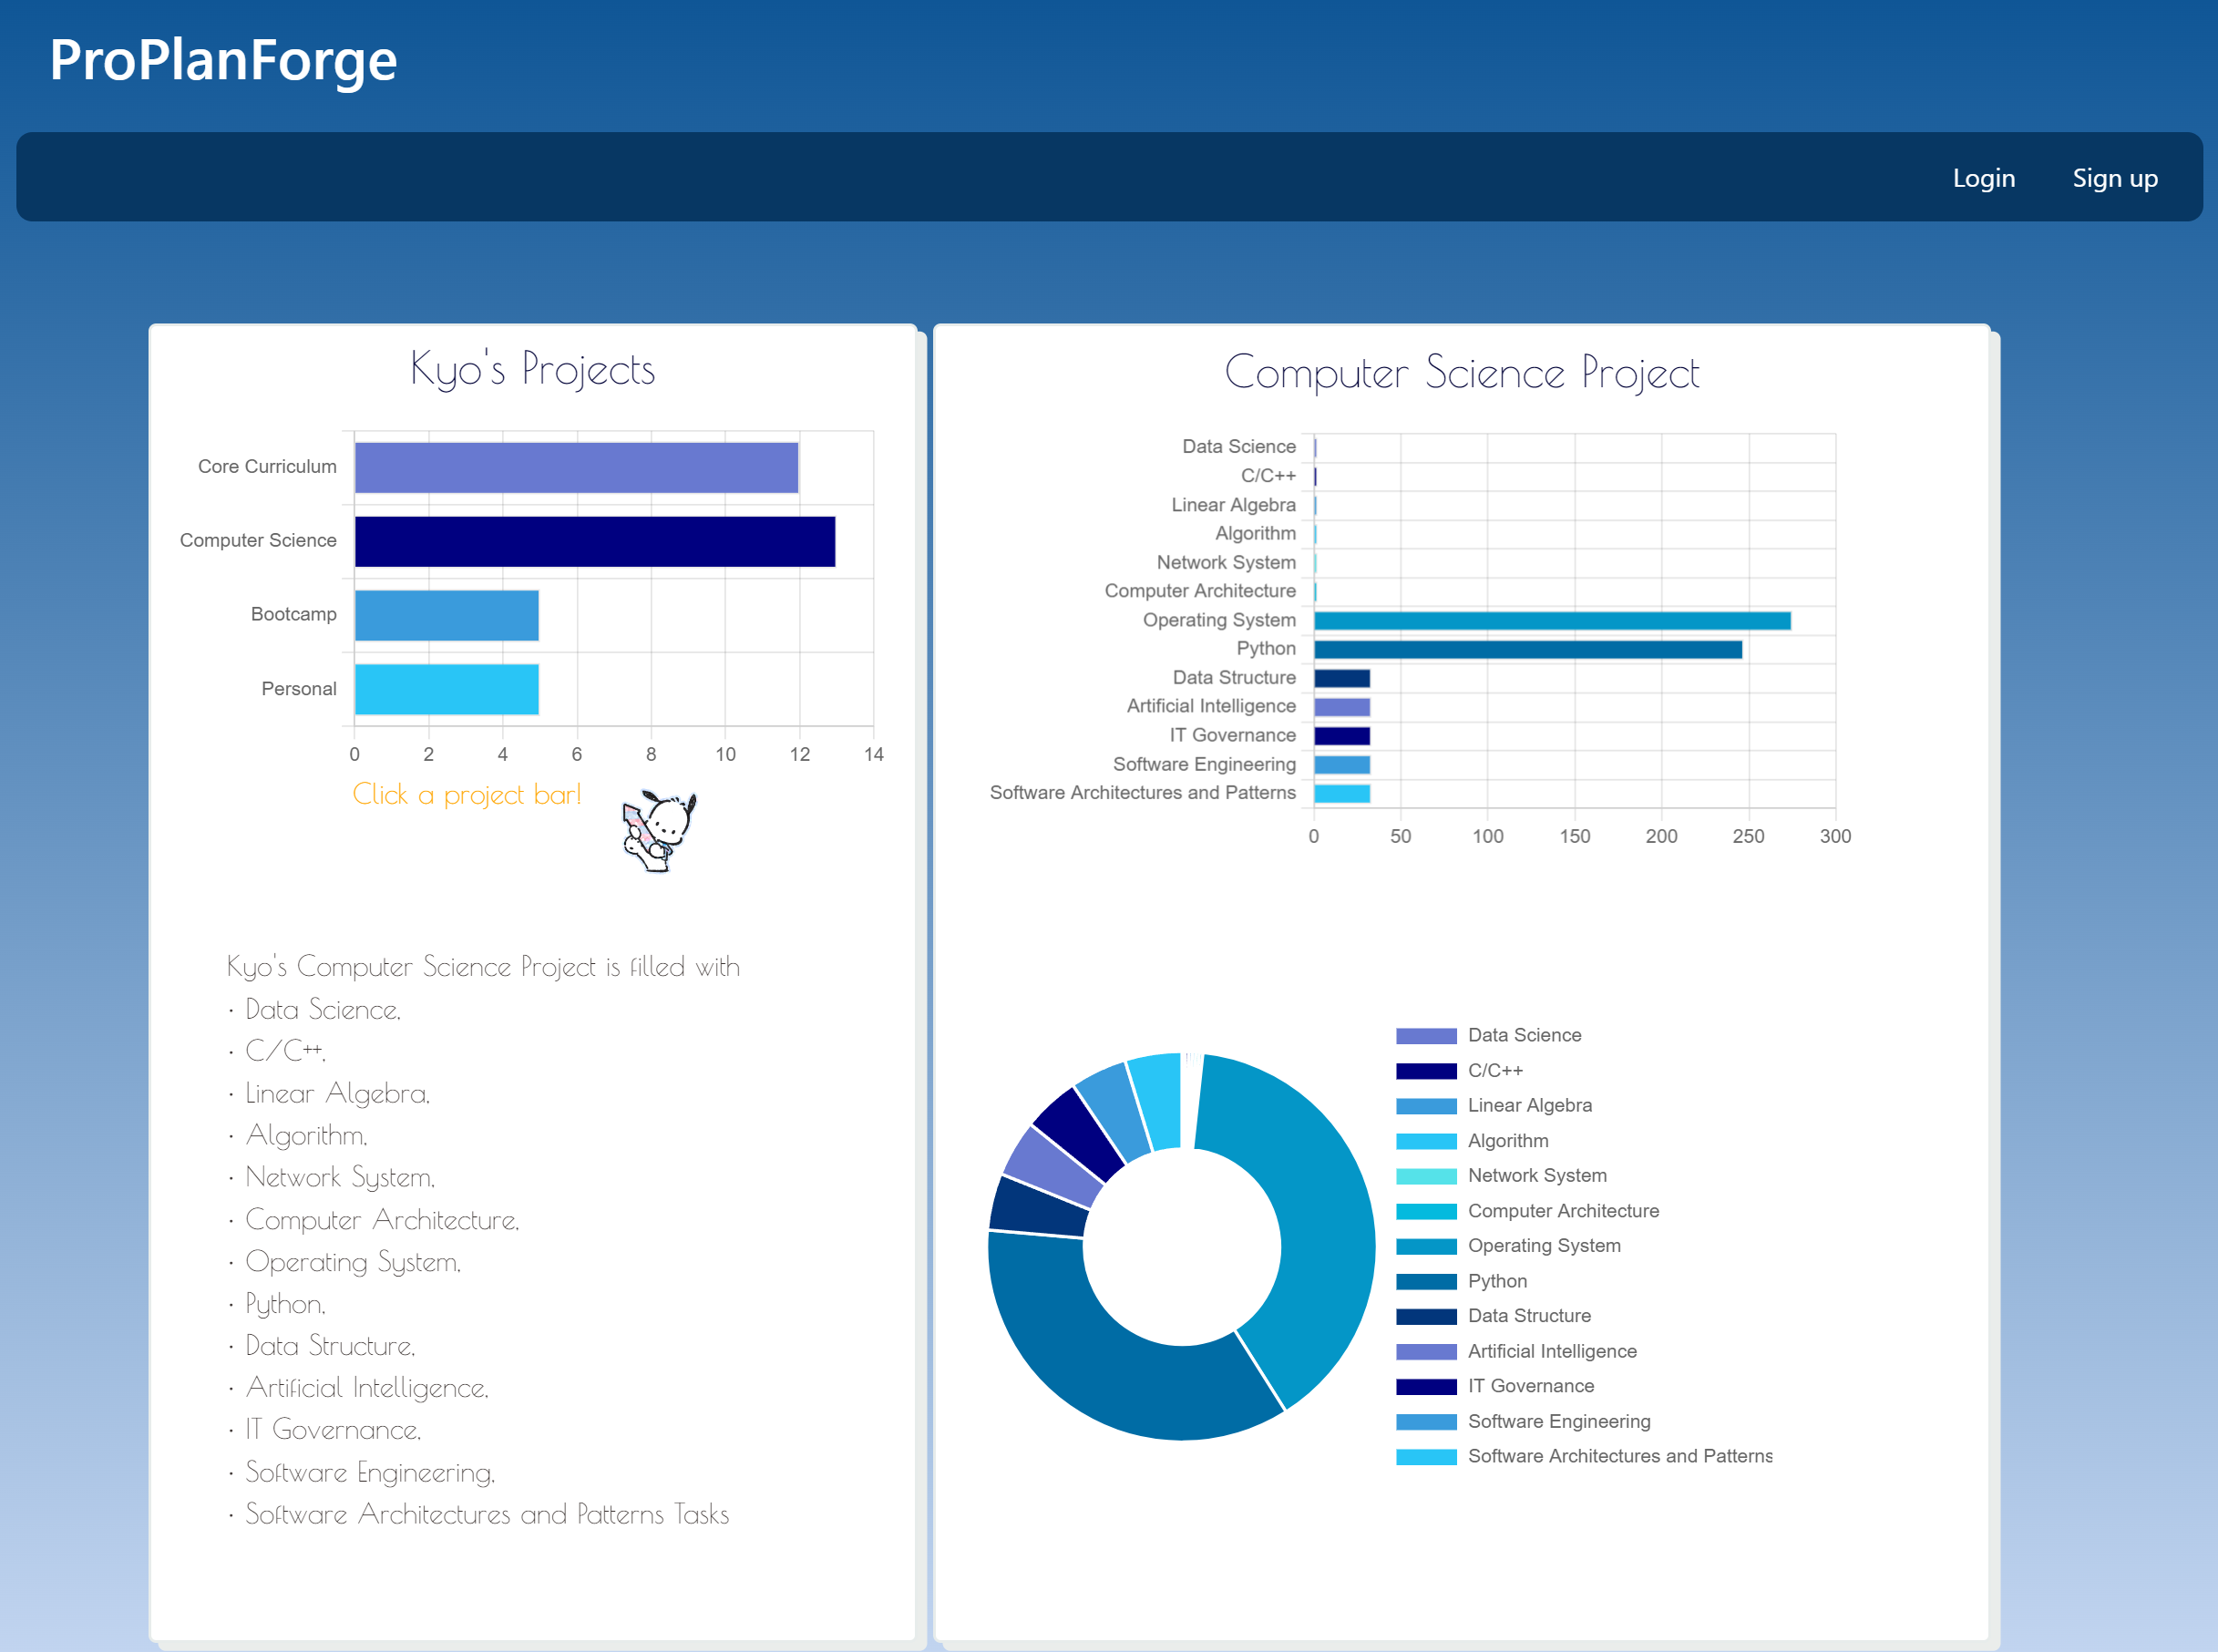 ProPlanForge
Login Sign up
Kyo's Projects
Core Curriculum
Computer Science
Bootcamp
Personal
0 2 4 6 8 10 12 14
Click a project bar!
Kyo's Computer Science Project is filled with
• Data Science,
• C/C++,
• Linear Algebra,
• Algorithm,
• Network System,
• Computer Architecture,
• Operating System,
• Python,
• Data Structure,
• Artificial Intelligence,
• IT Governance,
• Software Engineering,
• Software Architectures and Patterns Tasks
Computer Science Project
Data Science
C/C++
Linear Algebra
Algorithm
Network System
Computer Architecture
Operating System
Python
Data Structure
Artificial Intelligence
IT Governance
Software Engineering
Software Architectures and Patterns
0 50 100 150 200 250 300
Data Science
C/C++
Linear Algebra
Algorithm
Network System
Computer Architecture
Operating System
Python
Data Structure
Artificial Intelligence
IT Governance
Software Engineering
Software Architectures and Patterns